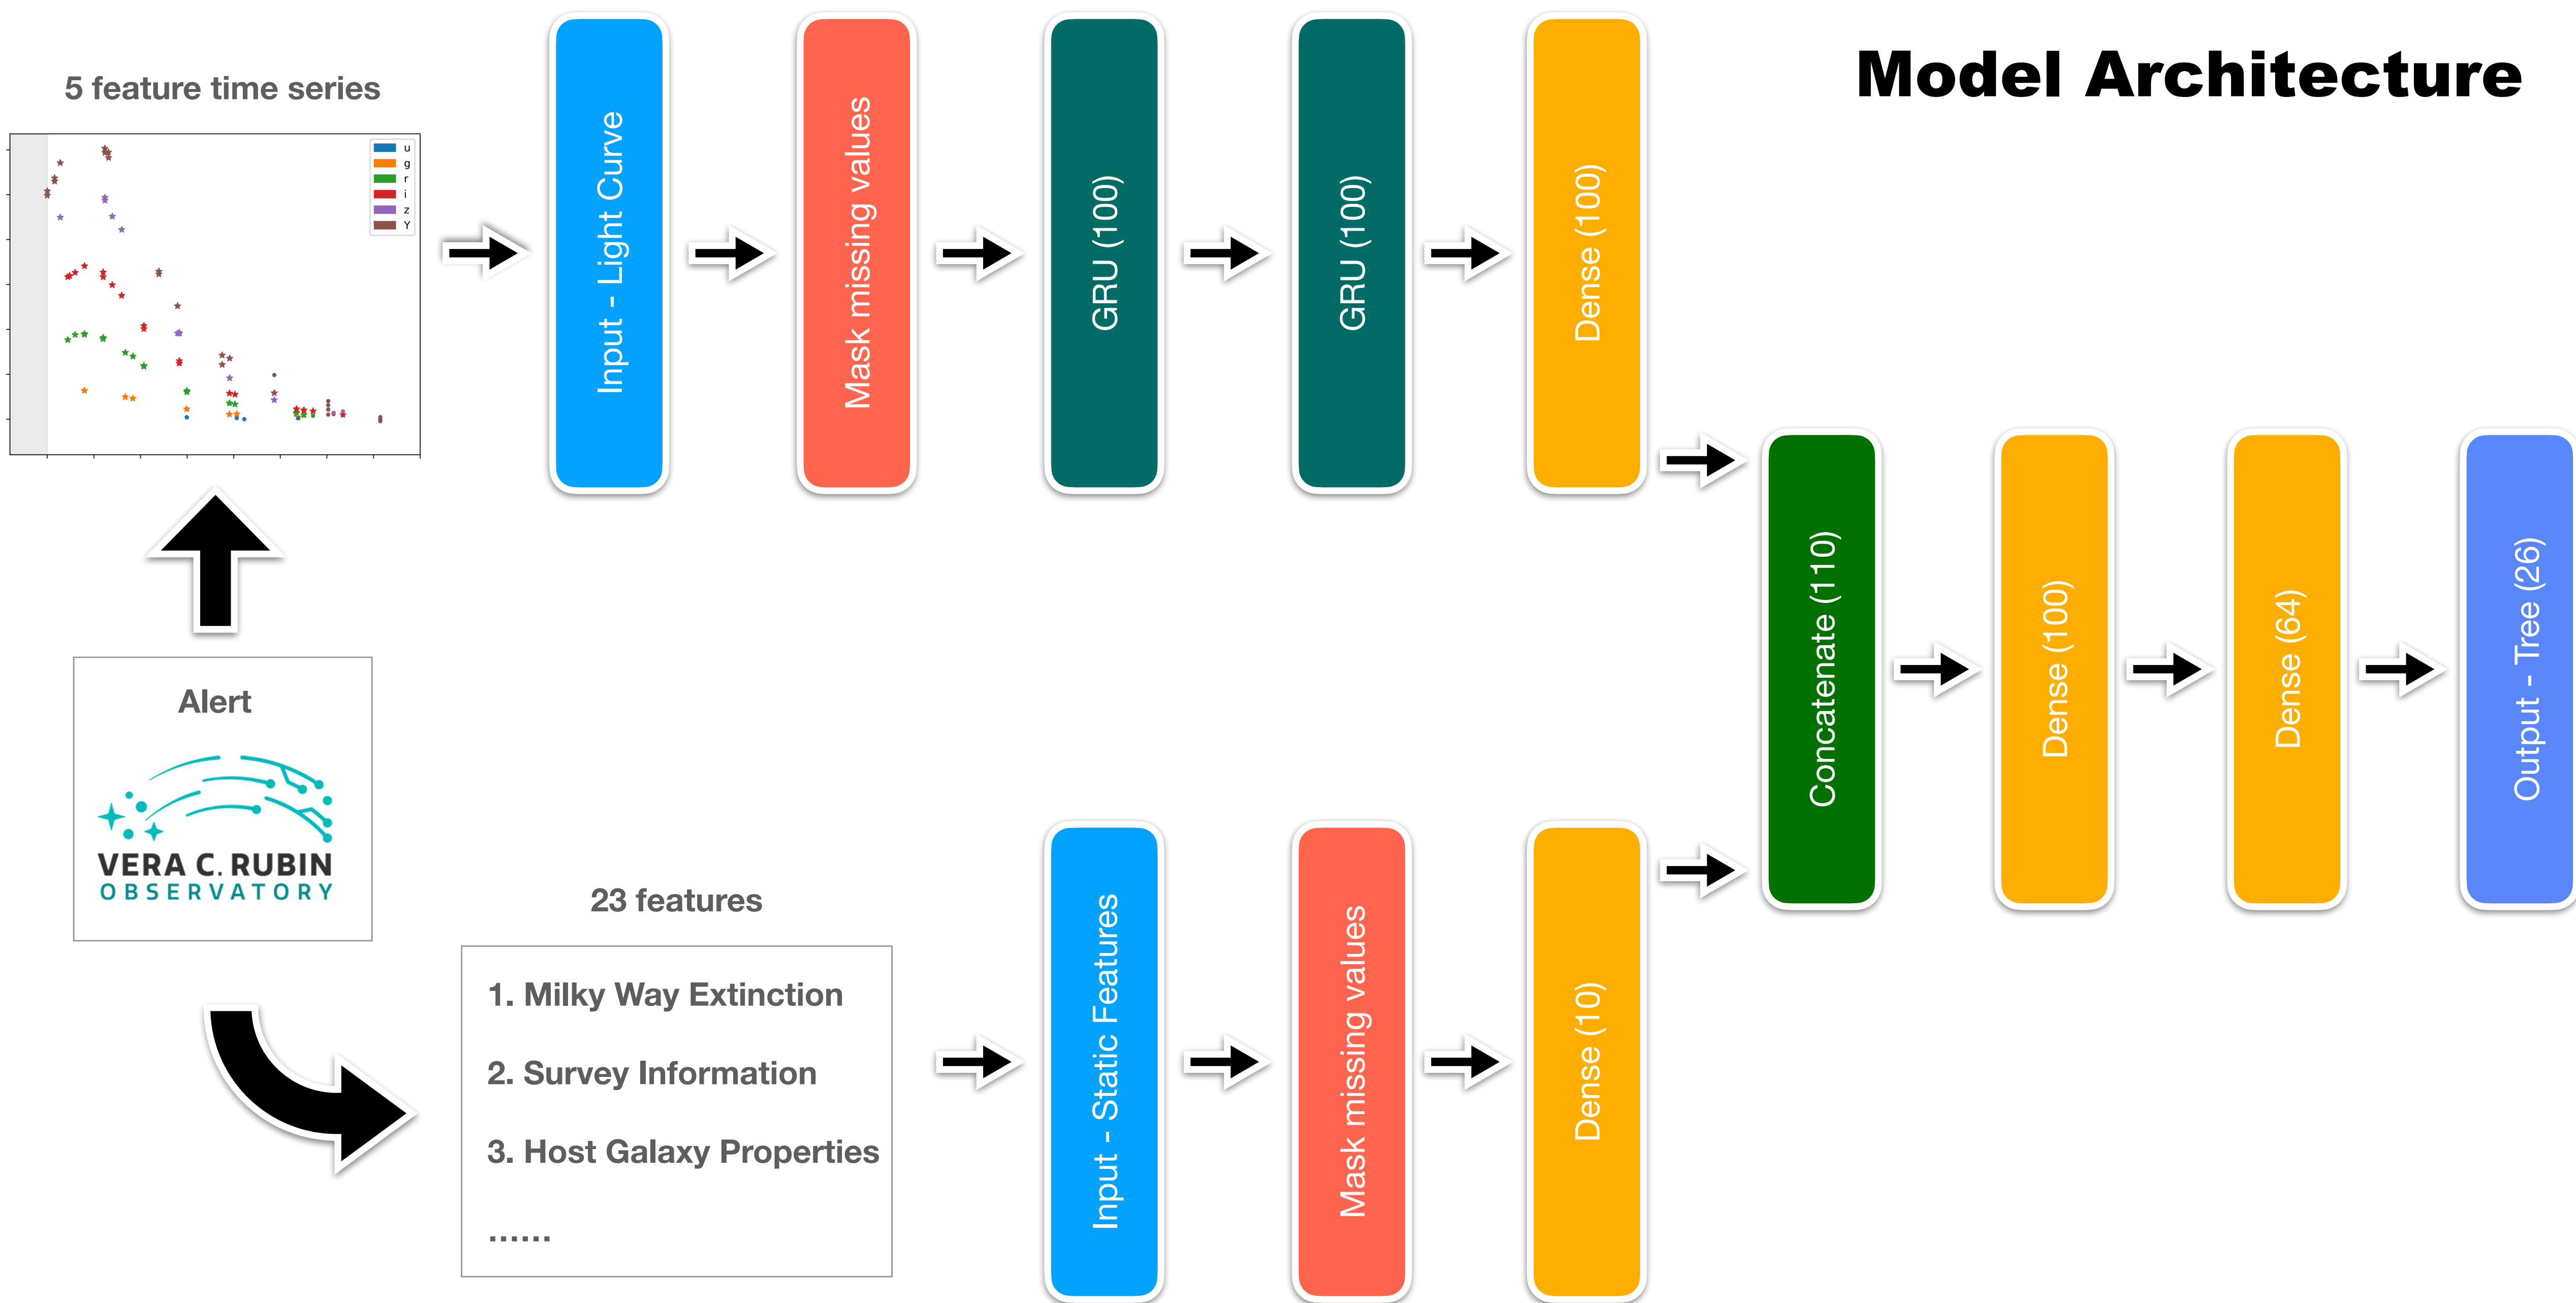 Model Architecture
5 feature time series
u
g
r
i
z
Y
Input - Light Curve
Mask missing values
GRU (100)
GRU (100)
Dense (100)
Alert
VERA C. RUBIN
OBSERVATORY
23 features
1. Milky Way Extinction
2. Survey Information
3. Host Galaxy Properties
......
Input - Static Features
Mask missing values
Dense (10)
Concatenate (110)
Dense (100)
Dense (64)
Output - Tree (26)